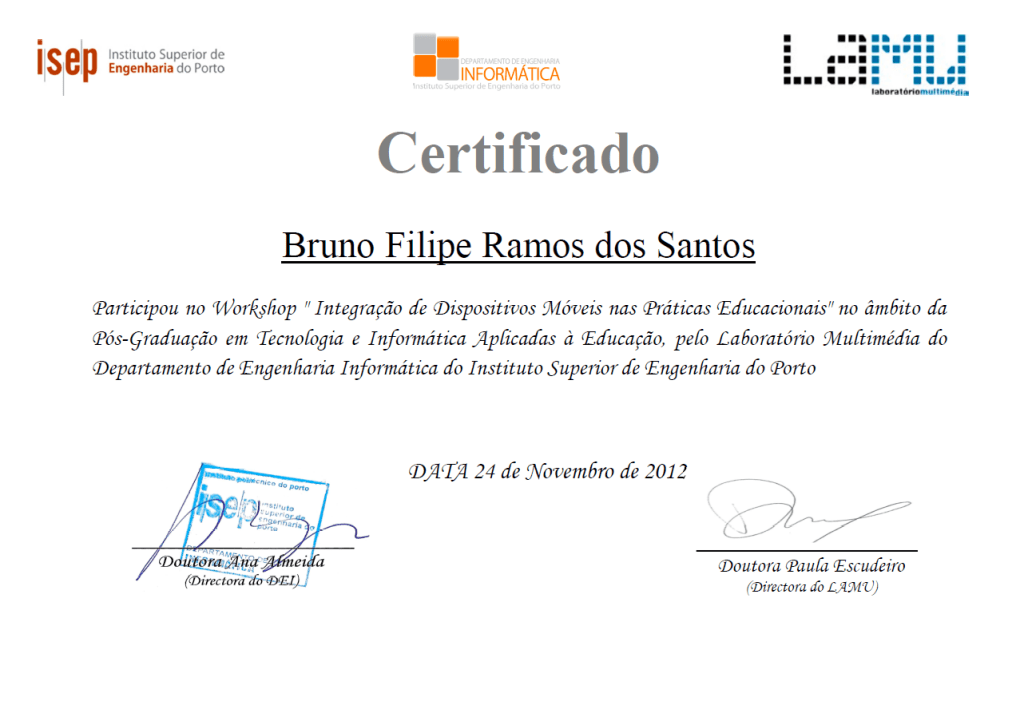 isep Instituto Superior de
Engenharia do Porto
DEPARTAMENTO DE ENGENHARIA
INFORMÁTICA
Instituto Superior de Engenharia do Porto
LAMU
laboratóriomultimédia
Certificado
Bruno Filipe Ramos dos Santos
Participou no Workshop " Integração de Dispositivos Móveis nas Práticas Educacionais" no âmbito da
Pós-Graduação em Tecnologia e Informática Aplicadas à Educação, pelo Laboratório Multimédia do
Departamento de Engenharia Informática do Instituto Superior de Engenharia do Porto
DATA 24 de Novembro de 2012
instituto politécnico do porto
isep instituto
superior de
engenharia do
porto
DEPARTAMENTO DE
Doutora Ana Almeida
(Directora do DEI)
Doutora Paula Escudeiro
(Directora do LAMU)